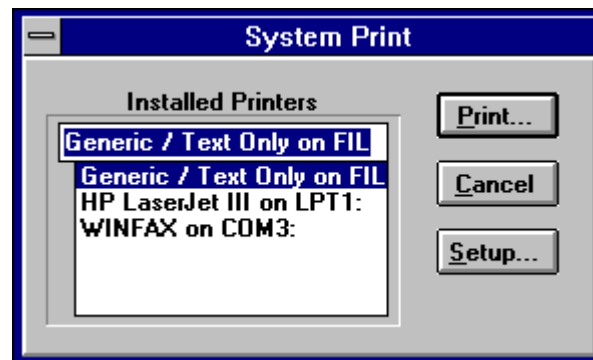 System Print
Installed Printers
Generic / Text Only on FIL
Generic / Text Only on FIL
HP LaserJet III on LPT1:
WINFAX on COM3:
Print...
Cancel
Setup...